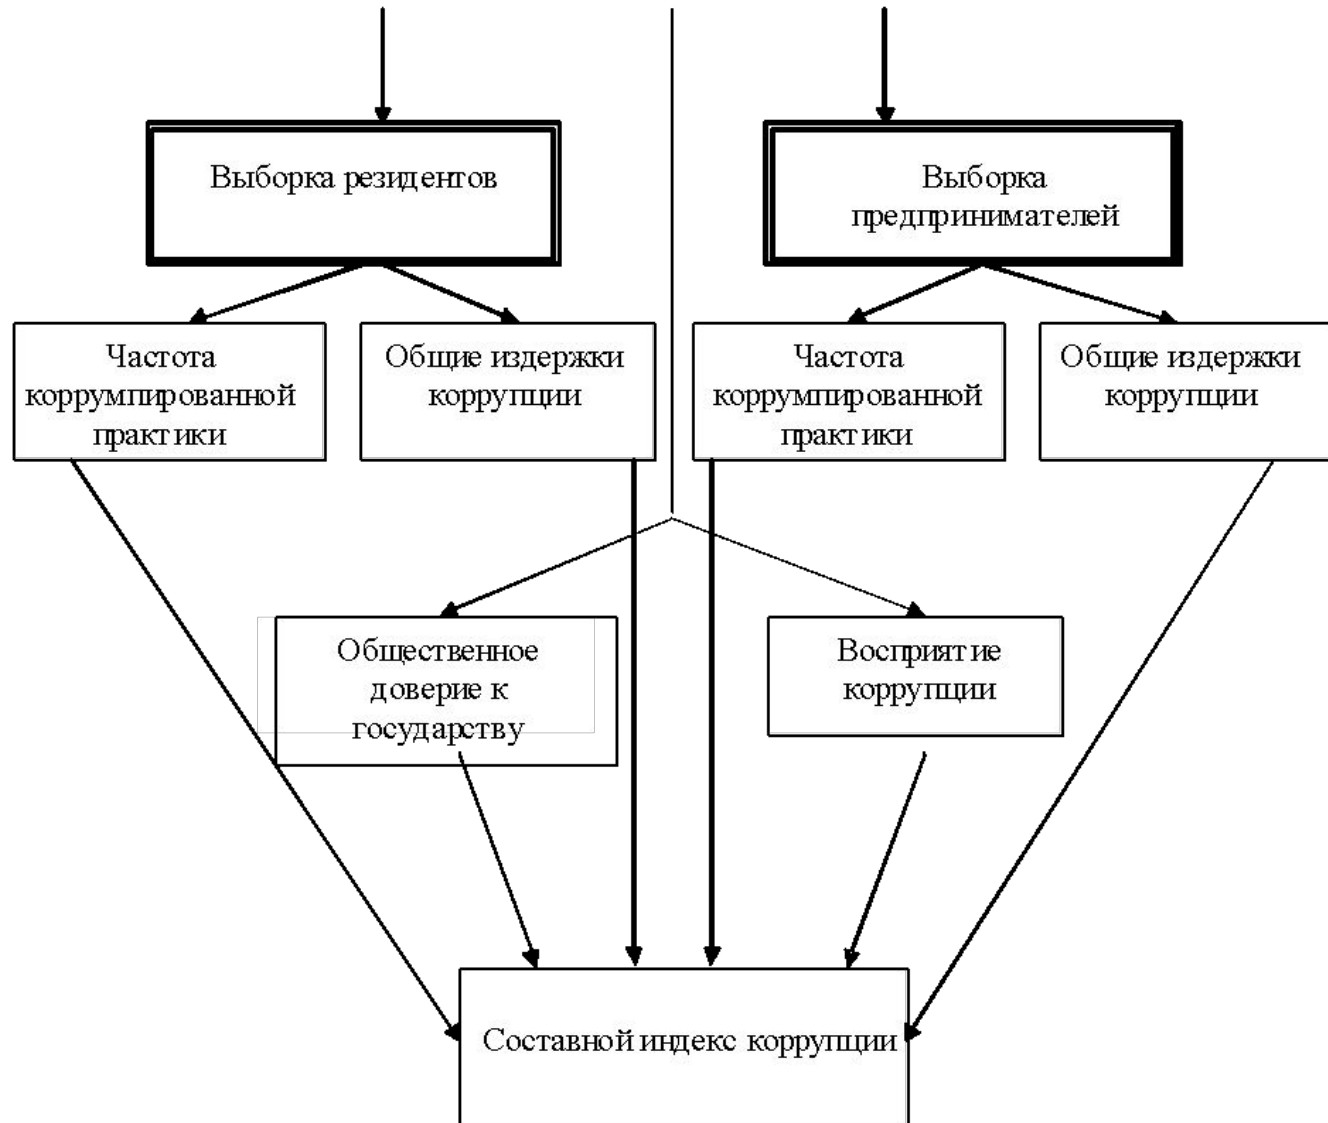 Выборка резидентов
Выборка
предпринимателей
Частота
коррумпированной
практики
Общие издержки
коррупции
Частота
коррумпированной
практики
Общие издержки
коррупции
Общественное
доверие к
государству
Восприятие
коррупции
Составной индекс коррупции